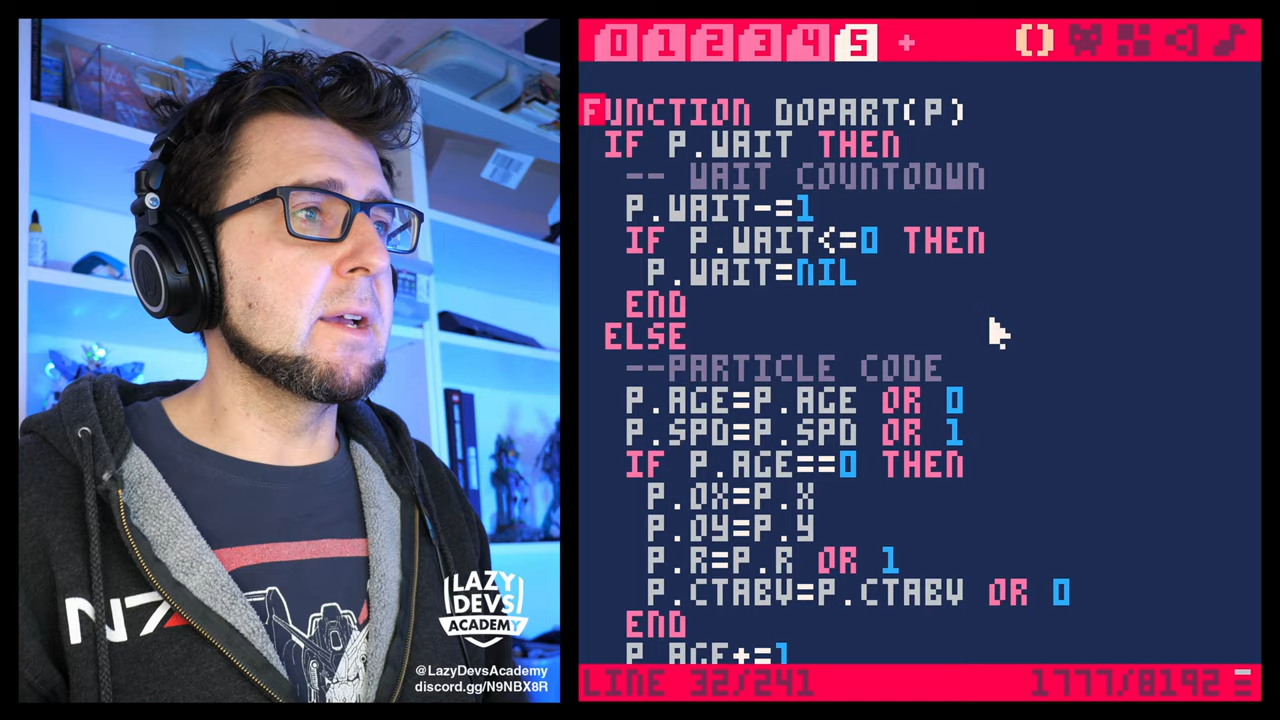 N7
LAZY
DEVS
ACADEMY
@LazyDevsAcademy
discord.gg/N9NBX8R
0 1 2 3 4 5 +
FUNCTION DOPART(P)
IF P.WAIT THEN
-- WAIT COUNTDOWN
P.WAIT-=1
IF P.WAIT<=0 THEN
P.WAIT=NIL
END
ELSE
--PARTICLE CODE
P.AGE=P.AGE OR 0
P.SPD=P.SPD OR 1
IF P.AGE==0 THEN
P.OX=P.X
P.OY=P.Y
P.R=P.R OR 1
P.CTABV=P.CTABV OR 0
END
P.AGE+=1
LINE 32/241
1777/8192